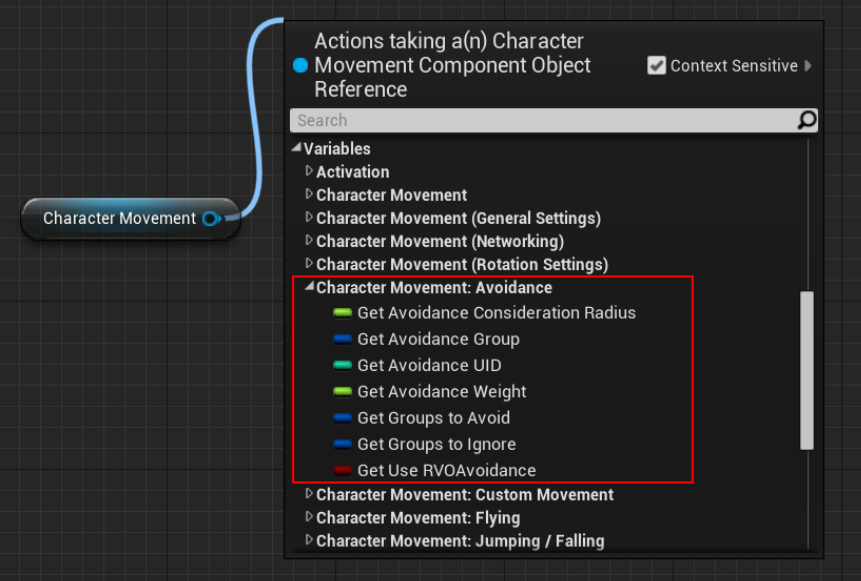 Actions taking a(n) Character
Movement Component Object
Reference
Context Sensitive
Search
Variables
Activation
Character Movement
Character Movement (General Settings)
Character Movement (Networking)
Character Movement (Rotation Settings)
Character Movement: Avoidance
Get Avoidance Consideration Radius
Get Avoidance Group
Get Avoidance UID
Get Avoidance Weight
Get Groups to Avoid
Get Groups to Ignore
Get Use RVOAvoidance
Character Movement: Custom Movement
Character Movement: Flying
Character Movement: Jumping / Falling
Character Movement